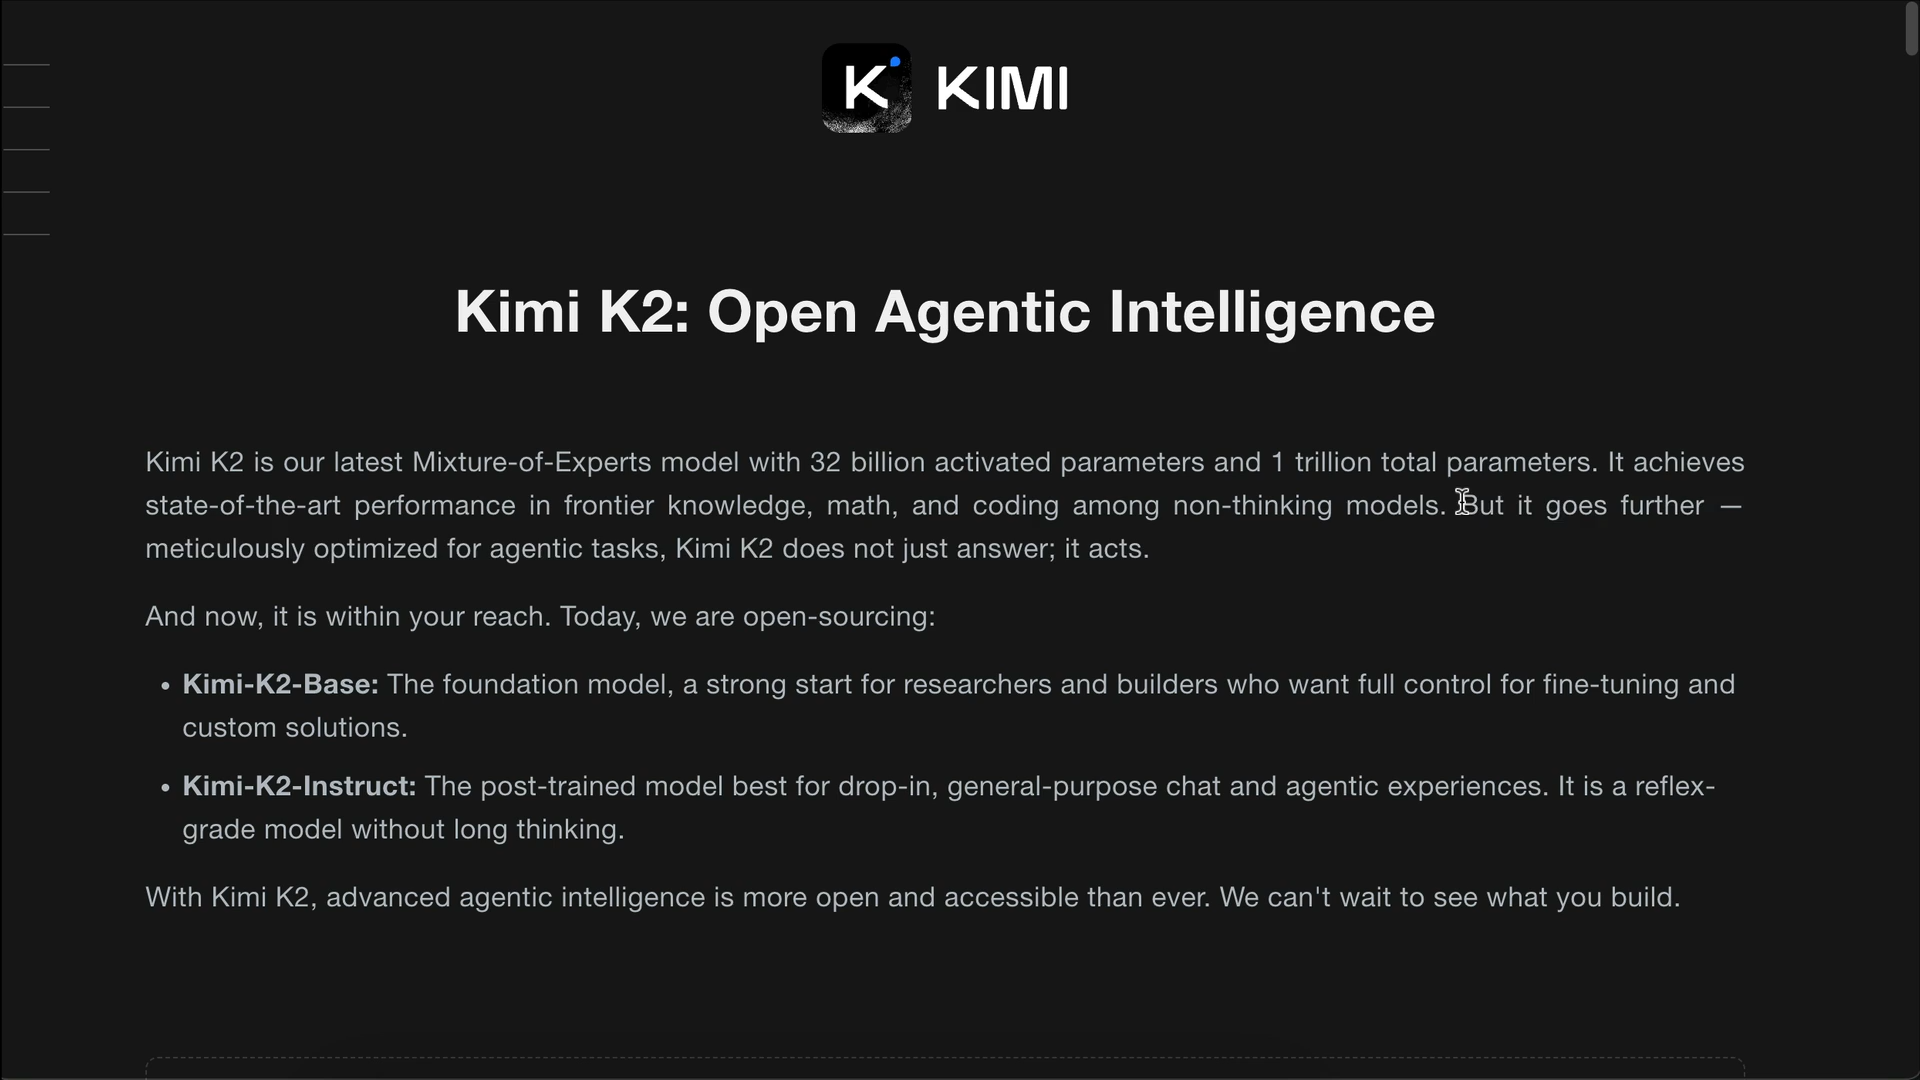 K KIMI
Kimi K2: Open Agentic Intelligence
Kimi K2 is our latest Mixture-of-Experts model with 32 billion activated parameters and 1 trillion total parameters. It achieves
state-of-the-art performance in frontier knowledge, math, and coding among non-thinking models. But it goes further —
meticulously optimized for agentic tasks, Kimi K2 does not just answer; it acts.
And now, it is within your reach. Today, we are open-sourcing:
• Kimi-K2-Base: The foundation model, a strong start for researchers and builders who want full control for fine-tuning and
custom solutions.
• Kimi-K2-Instruct: The post-trained model best for drop-in, general-purpose chat and agentic experiences. It is a reflex-
grade model without long thinking.
With Kimi K2, advanced agentic intelligence is more open and accessible than ever. We can't wait to see what you build.